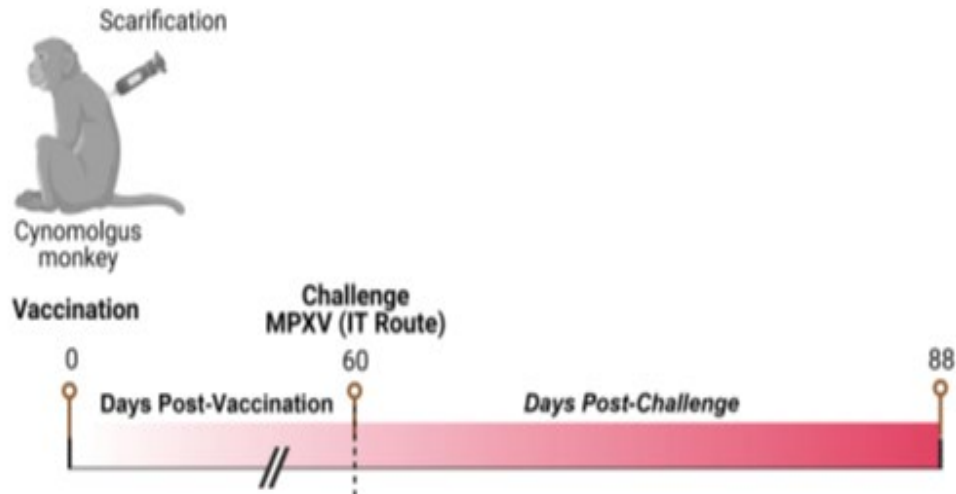 Scarification
Cynomolgus
monkey
Vaccination
Challenge
MPXV (IT Route)
0
60
88
Days Post-Vaccination
Days Post-Challenge